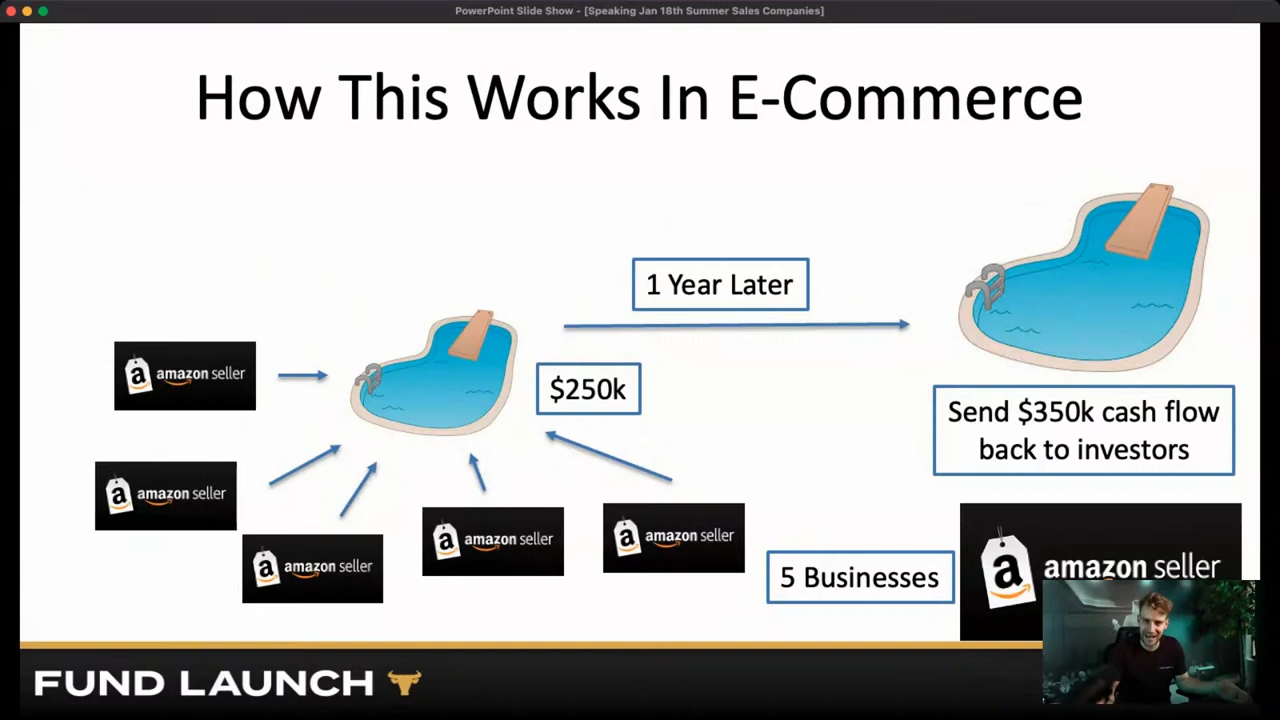 PowerPoint Slide Show - [Speaking Jan 18th Summer Sales Companies]
How This Works In E-Commerce
1 Year Later
a amazon seller
$250k
Send $350k cash flow
back to investors
a amazon seller
a amazon seller
a amazon seller
a amazon seller
5 Businesses
a amazon seller
FUND LAUNCH